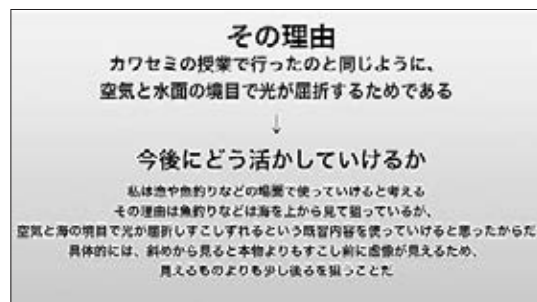 その理由
カワセミの授業で行ったのと同じように、
空気と水面の境目で光が屈折するためである
↓
今後にどう活かしていけるか
私は漁や魚釣りなどの場面で使っていけると考える
その理由は魚釣りなどは海を上から見て狙っているが、
空気と海の境目で光が屈折しすこしずれるという既習内容を使っていけると思ったからだ
具体的には、斜めから見ると本物よりもすこし前に虚像が見えるため、
見えるものよりも少し後ろを狙うことだ